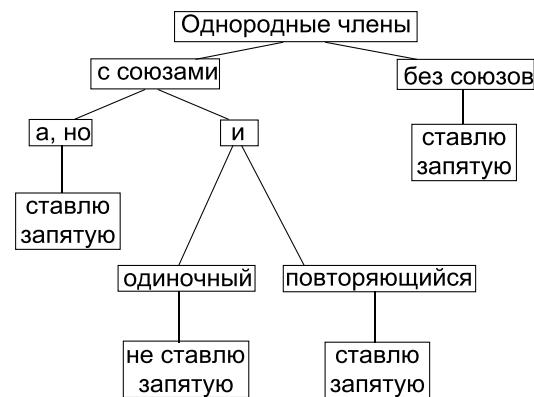 Однородные члены
с союзами
без союзов
а, но
и
ставлю
запятую
ставлю
запятую
одиночный
повторяющийся
не ставлю
запятую
ставлю
запятую